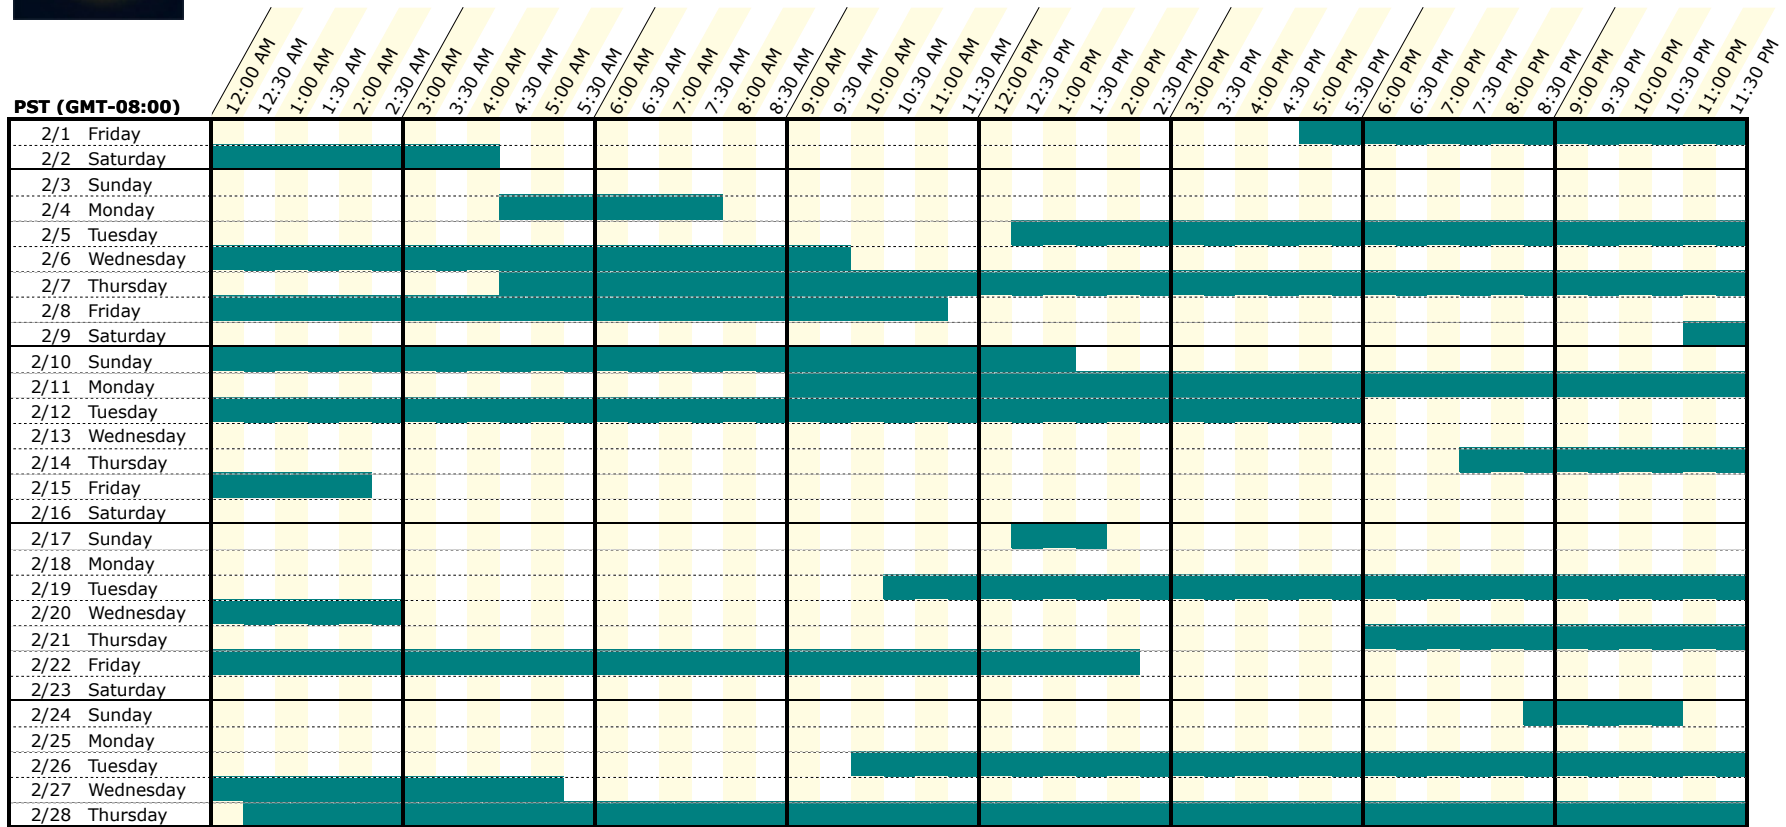 12:00 AM 12:30 AM 1:00 AM 1:30 AM 2:00 AM 2:30 AM 3:00 AM 3:30 AM 4:00 AM 4:30 AM 5:00 AM 5:30 AM 6:00 AM 6:30 AM 7:00 AM 7:30 AM 8:00 AM 8:30 AM 9:00 AM 9:30 AM 10:00 AM 10:30 AM 11:00 AM 11:30 AM 12:00 PM 12:30 PM 1:00 PM 1:30 PM 2:00 PM 2:30 PM 3:00 PM 3:30 PM 4:00 PM 4:30 PM 5:00 PM 5:30 PM 6:00 PM 6:30 PM 7:00 PM 7:30 PM 8:00 PM 8:30 PM 9:00 PM 9:30 PM 10:00 PM 10:30 PM 11:00 PM 11:30 PM
PST (GMT-08:00)
2/1 Friday
2/2 Saturday
2/3 Sunday
2/4 Monday
2/5 Tuesday
2/6 Wednesday
2/7 Thursday
2/8 Friday
2/9 Saturday
2/10 Sunday
2/11 Monday
2/12 Tuesday
2/13 Wednesday
2/14 Thursday
2/15 Friday
2/16 Saturday
2/17 Sunday
2/18 Monday
2/19 Tuesday
2/20 Wednesday
2/21 Thursday
2/22 Friday
2/23 Saturday
2/24 Sunday
2/25 Monday
2/26 Tuesday
2/27 Wednesday
2/28 Thursday